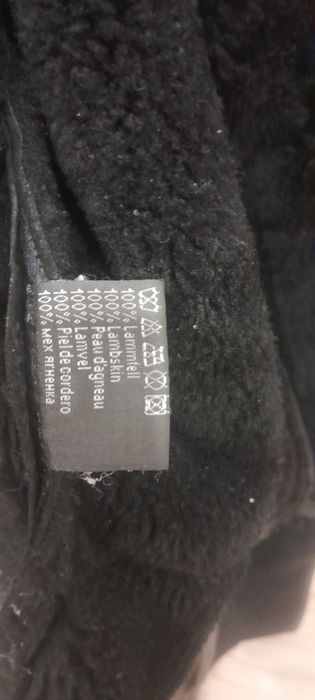 100% Lammfell
100% Lambskin
100% Peau d'agneau
100% Lamvel
100% Piel de cordero
100% мех ягненка